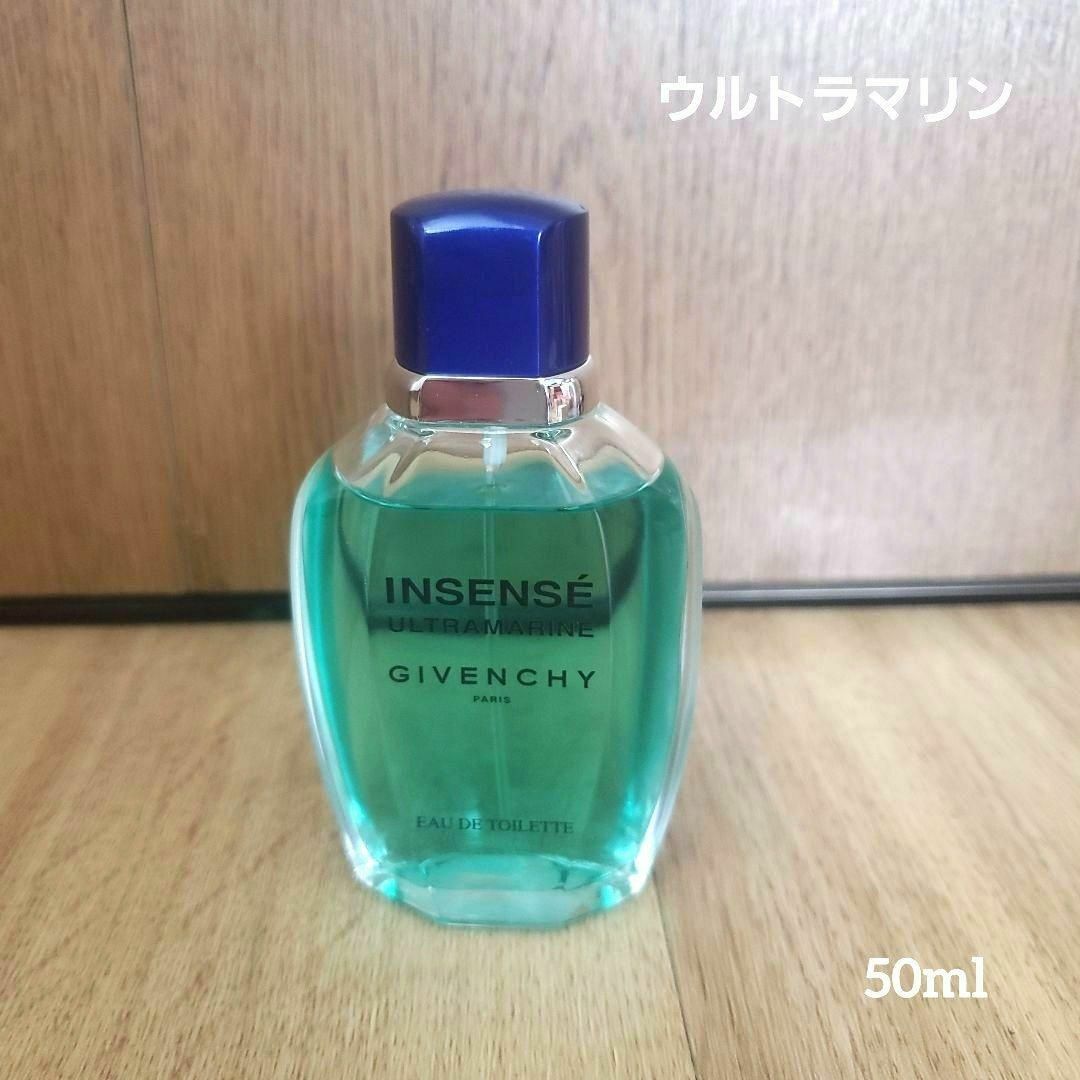 ウルトラマリン
INSENSÉ
ULTRAMARINE
GIVENCHY
PARIS
EAU DE TOILETTE
50ml